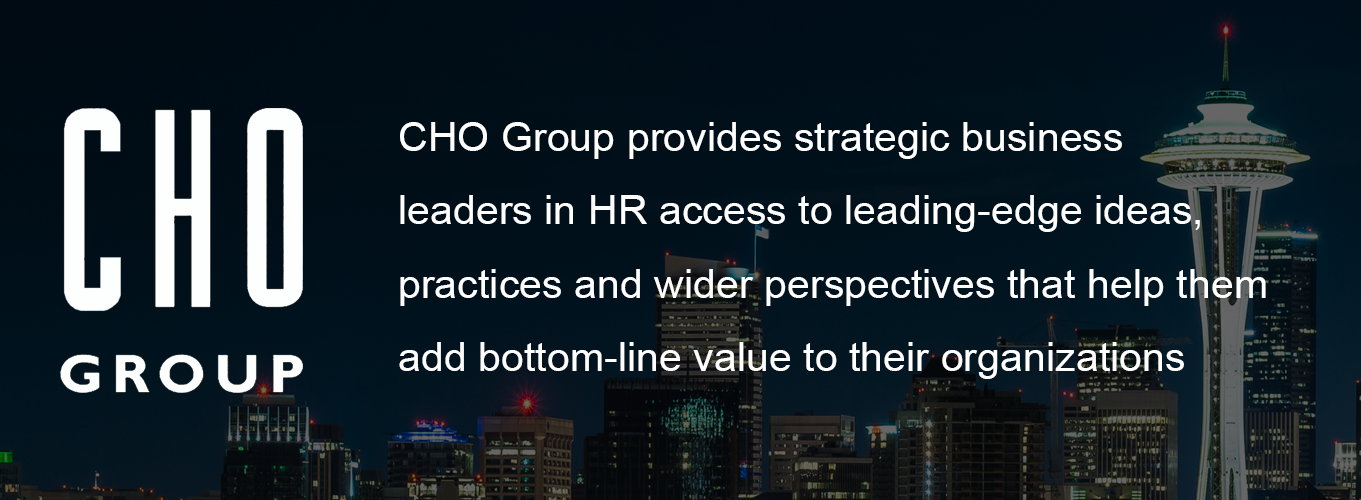 CHO
GROUP
CHO Group provides strategic business
leaders in HR access to leading-edge ideas,
practices and wider perspectives that help them
add bottom-line value to their organizations